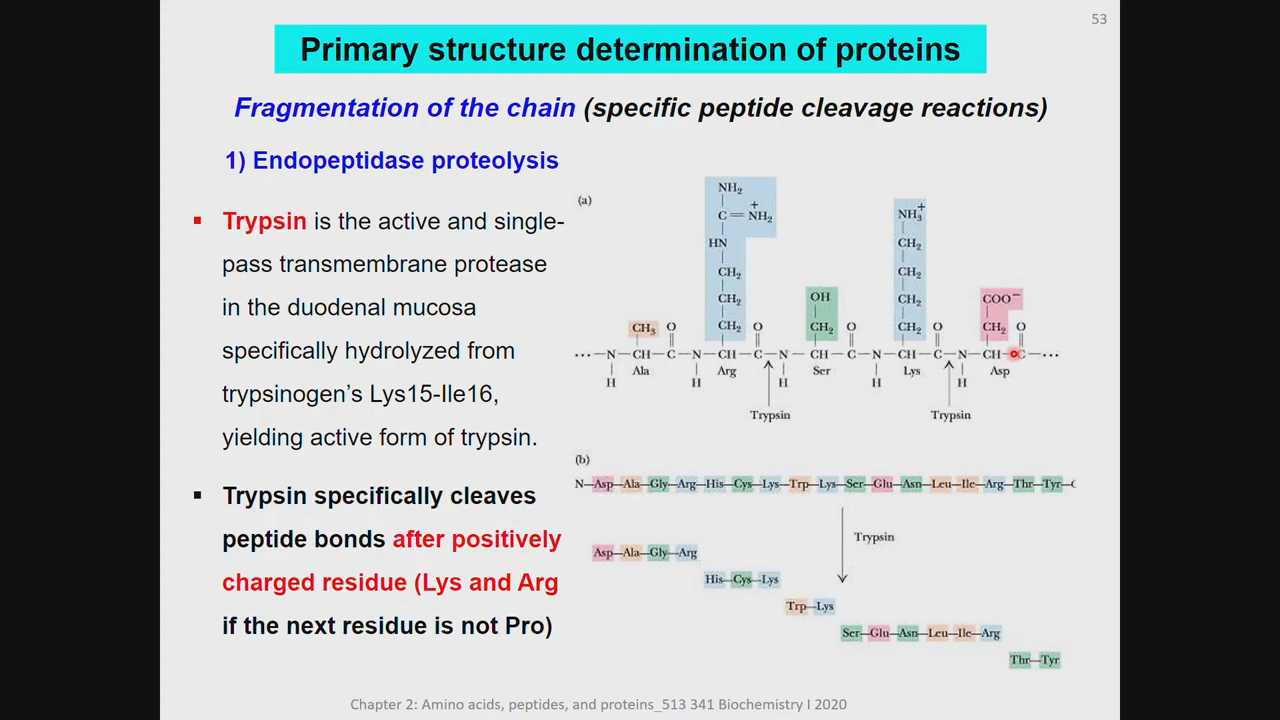 53
Primary structure determination of proteins
Fragmentation of the chain (specific peptide cleavage reactions)
1) Endopeptidase proteolysis
▪ Trypsin is the active and single-
pass transmembrane protease
in the duodenal mucosa
specifically hydrolyzed from
trypsinogen’s Lys15-Ile16,
yielding active form of trypsin.
▪ Trypsin specifically cleaves
peptide bonds after positively
charged residue (Lys and Arg
if the next residue is not Pro)
(a)
NH2
C=NH2
+
HN
CH2
CH2
CH2
NH3
+
CH2
CH2
CH2
CH2
OH
CH2
COO−
CH2
CH3
O
O
O
O
O
···—N—CH—C—N—CH—C—N—CH—C—N—CH—C—N—CH—C—···
H Ala H Arg H Ser H Lys H Asp
Trypsin
Trypsin
(b)
N—Asp—Ala—Gly—Arg—His—Cys—Lys—Trp—Lys—Ser—Glu—Asn—Leu—Ile—Arg—Thr—Tyr—C
Trypsin
Asp—Ala—Gly—Arg
His—Cys—Lys
Trp—Lys
Ser—Glu—Asn—Leu—Ile—Arg
Thr—Tyr
Chapter 2: Amino acids, peptides, and proteins_513 341 Biochemistry I 2020